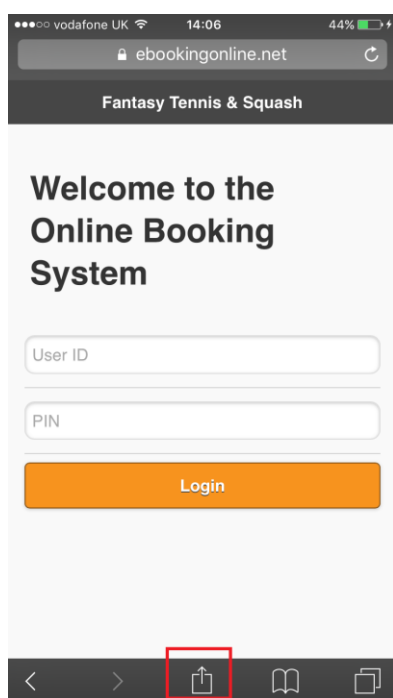 vodafone UK 14:06 44%
ebookingonline.net
Fantasy Tennis & Squash
Welcome to the
Online Booking
System
User ID
PIN
Login